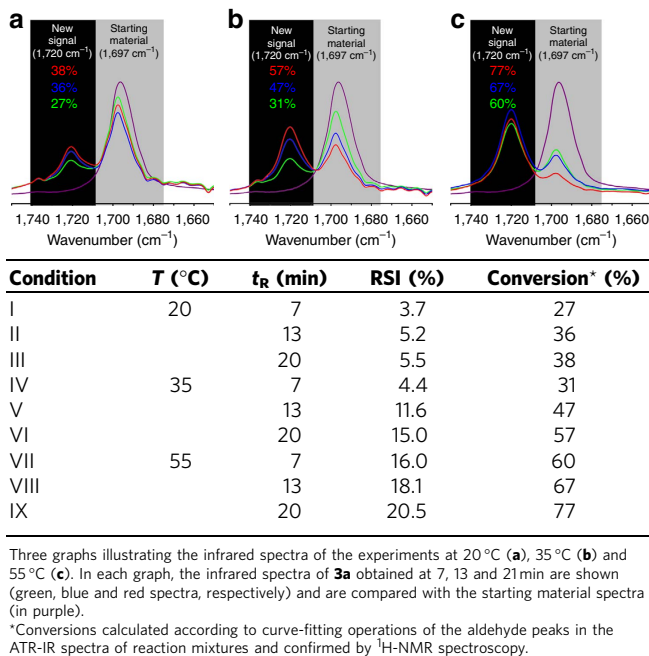 a
New signal (1,720 cm⁻¹)
Starting material (1,697 cm⁻¹)
38%
36%
27%
1,740 1,720 1,700 1,680 1,660
Wavenumber (cm⁻¹)
b
New signal (1,720 cm⁻¹)
Starting material (1,697 cm⁻¹)
57%
47%
31%
1,740 1,720 1,700 1,680 1,660
Wavenumber (cm⁻¹)
c
New signal (1,720 cm⁻¹)
Starting material (1,697 cm⁻¹)
77%
67%
60%
1,740 1,720 1,700 1,680 1,660
Wavenumber (cm⁻¹)
Condition T (°C) tR (min) RSI (%) Conversion* (%)
I 20 7 3.7 27
II 13 5.2 36
III 20 5.5 38
IV 35 7 4.4 31
V 13 11.6 47
VI 20 15.0 57
VII 55 7 16.0 60
VIII 13 18.1 67
IX 20 20.5 77
Three graphs illustrating the infrared spectra of the experiments at 20 °C (a), 35 °C (b) and
55 °C (c). In each graph, the infrared spectra of 3a obtained at 7, 13 and 21 min are shown
(green, blue and red spectra, respectively) and are compared with the starting material spectra
(in purple).
*Conversions calculated according to curve-fitting operations of the aldehyde peaks in the
ATR-IR spectra of reaction mixtures and confirmed by ¹H-NMR spectroscopy.